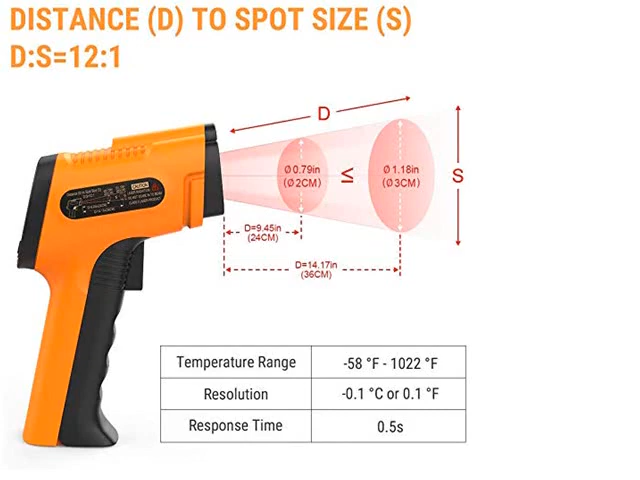 DISTANCE (D) TO SPOT SIZE (S)
D:S=12:1
D
Ø 0.79in
(Ø 2CM)
≤
Ø 1.18in
(Ø 3CM)
S
CAUTION
D=9.45in
(24CM)
D=14.17in
(36CM)
Temperature Range -58 °F - 1022 °F
Resolution -0.1 °C or 0.1 °F
Response Time 0.5s